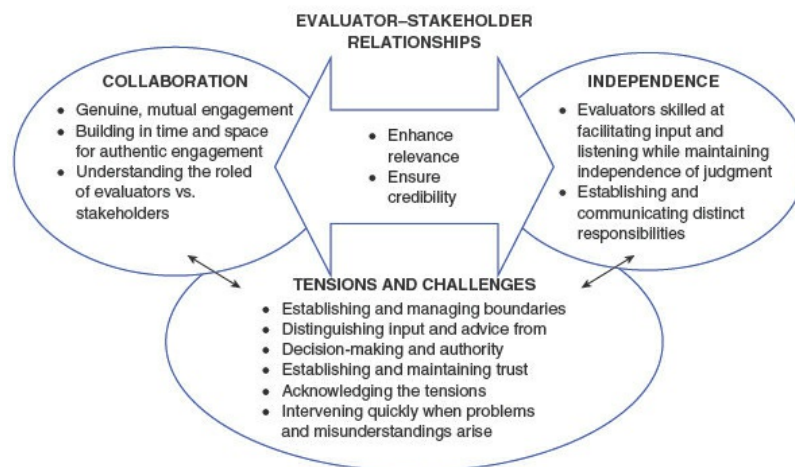 EVALUATOR–STAKEHOLDER
RELATIONSHIPS
COLLABORATION
• Genuine, mutual engagement
• Building in time and space
for authentic engagement
• Understanding the roled
of evaluators vs.
stakeholders
• Enhance
relevance
• Ensure
credibility
INDEPENDENCE
• Evaluators skilled at
facilitating input and
listening while maintaining
independence of judgment
• Establishing and
communicating distinct
responsibilities
TENSIONS AND CHALLENGES
• Establishing and managing boundaries
• Distinguishing input and advice from
• Decision-making and authority
• Establishing and maintaining trust
• Acknowledging the tensions
• Intervening quickly when problems
and misunderstandings arise